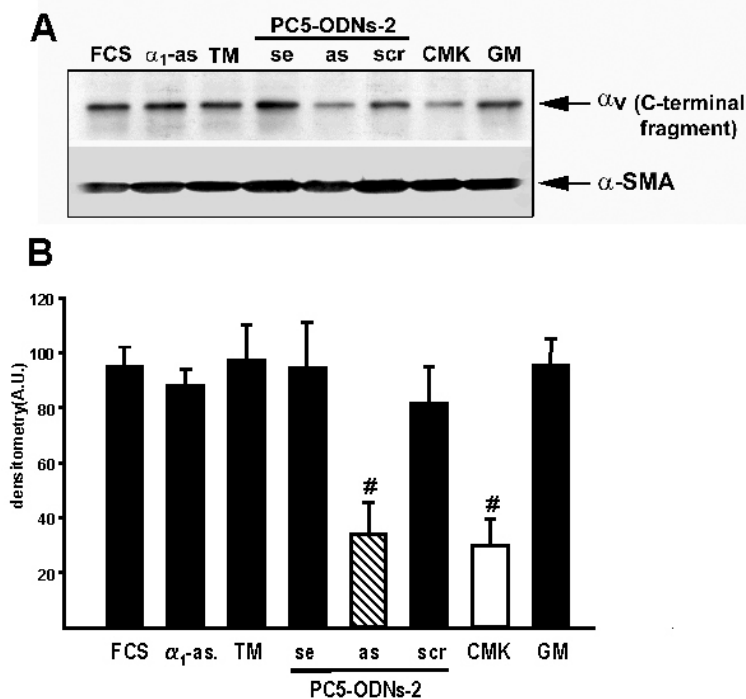 A
PC5-ODNs-2
FCS α1-as TM se as scr CMK GM
αv (C-terminal
fragment)
α-SMA
B
densitometry(A.U.)
120
100
80
60
40
20
#
#
FCS α1-as. TM se as scr CMK GM
PC5-ODNs-2